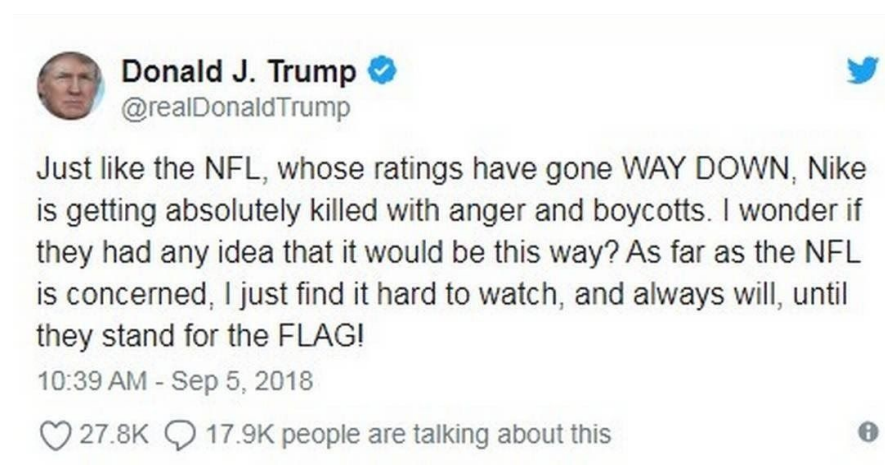 Donald J. Trump
@realDonaldTrump
Just like the NFL, whose ratings have gone WAY DOWN, Nike
is getting absolutely killed with anger and boycotts. I wonder if
they had any idea that it would be this way? As far as the NFL
is concerned, I just find it hard to watch, and always will, until
they stand for the FLAG!
10:39 AM - Sep 5, 2018
27.8K 17.9K people are talking about this